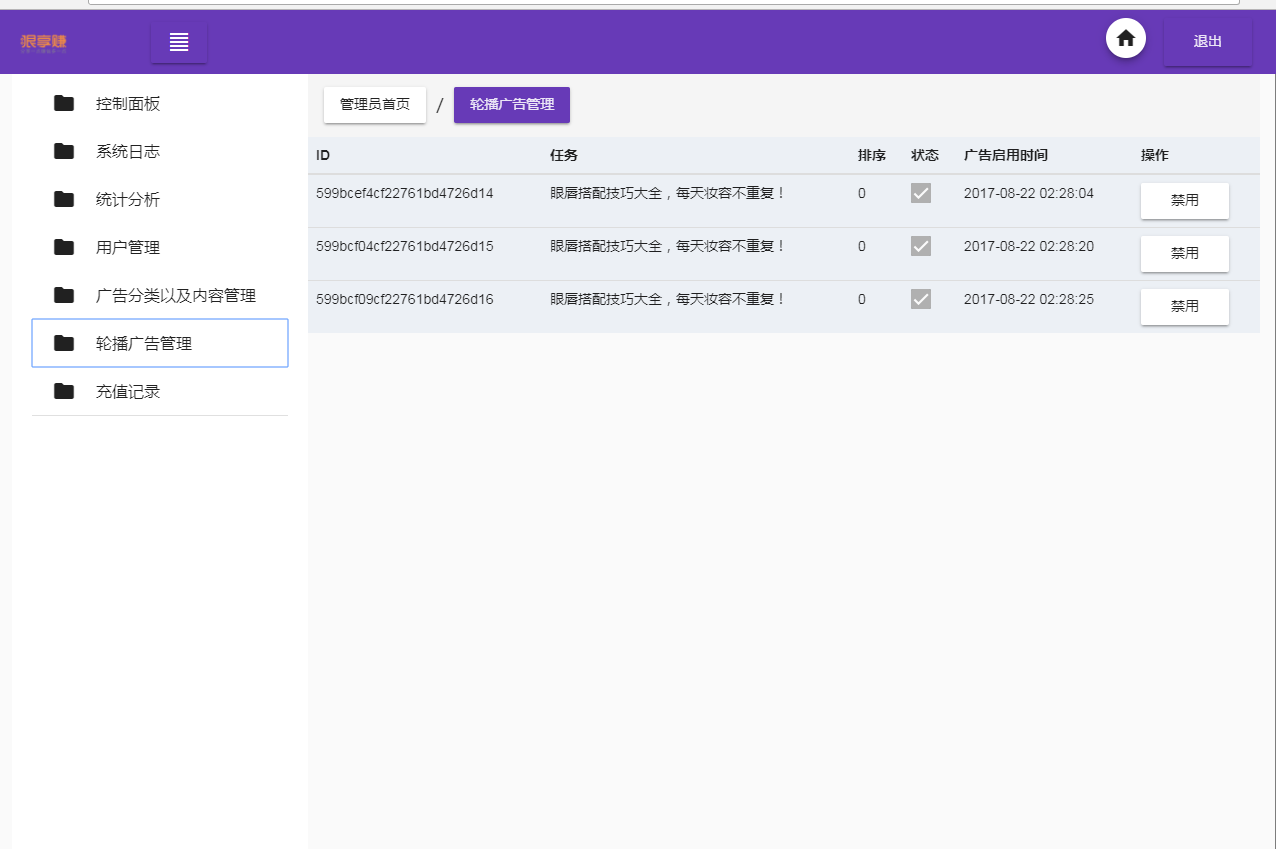 狠享赚
退出
控制面板
系统日志
统计分析
用户管理
广告分类以及内容管理
轮播广告管理
充值记录
管理员首页 / 轮播广告管理
ID 任务 排序 状态 广告启用时间 操作
599bcef4cf22761bd4726d14 眼唇搭配技巧大全，每天妆容不重复！ 0 2017-08-22 02:28:04 禁用
599bcf04cf22761bd4726d15 眼唇搭配技巧大全，每天妆容不重复！ 0 2017-08-22 02:28:20 禁用
599bcf09cf22761bd4726d16 眼唇搭配技巧大全，每天妆容不重复！ 0 2017-08-22 02:28:25 禁用